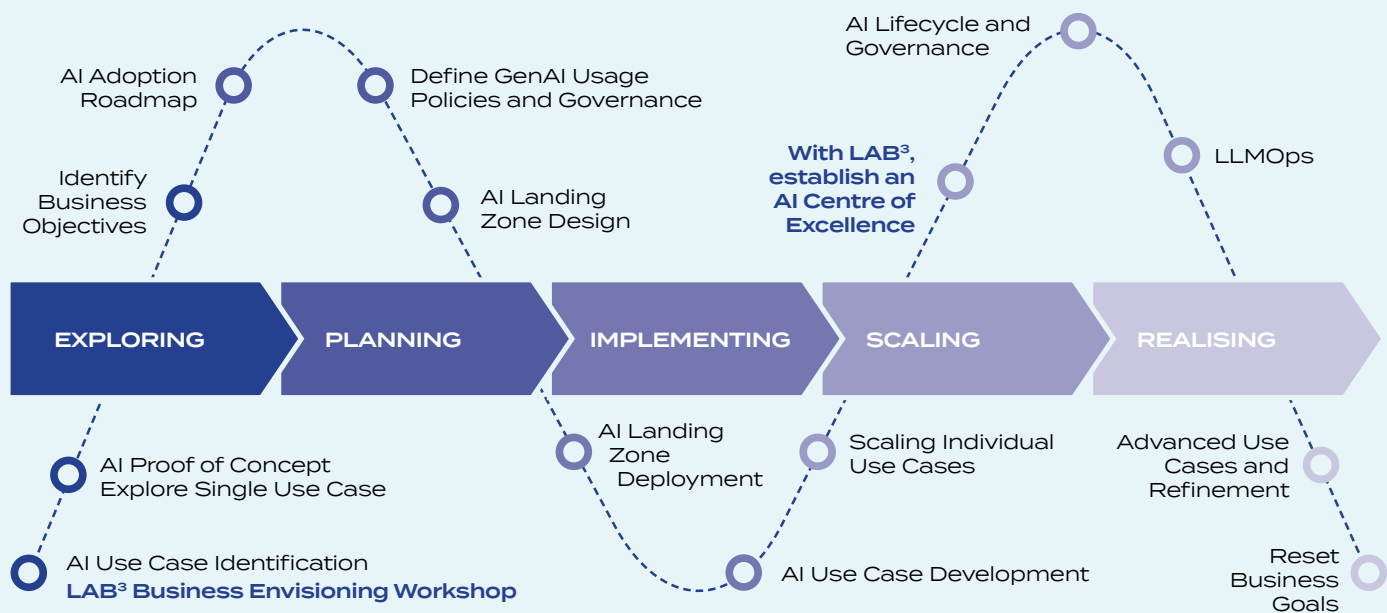 AI Lifecycle and
Governance
AI Adoption
Roadmap
Define GenAI Usage
Policies and Governance
With LAB³,
establish an
AI Centre of
Excellence
LLMOps
Identify
Business
Objectives
AI Landing
Zone Design
EXPLORING
PLANNING
IMPLEMENTING
SCALING
REALISING
AI Proof of Concept
Explore Single Use Case
AI Landing
Zone
Deployment
Scaling Individual
Use Cases
Advanced Use
Cases and
Refinement
AI Use Case Identification
LAB³ Business Envisioning Workshop
AI Use Case Development
Reset
Business
Goals